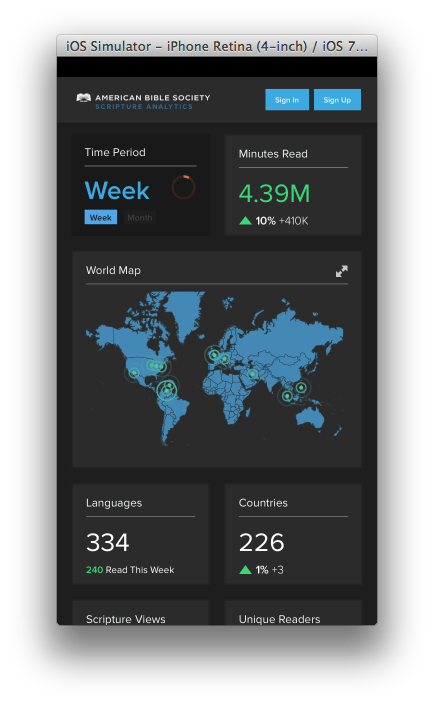 iOS Simulator – iPhone Retina (4-inch) / iOS 7...
AMERICAN BIBLE SOCIETY
SCRIPTURE ANALYTICS
Sign In
Sign Up
Time Period
Week
Week
Month
Minutes Read
4.39M
10% +410K
World Map
Languages
334
240 Read This Week
Countries
226
1% +3
Scripture Views
Unique Readers